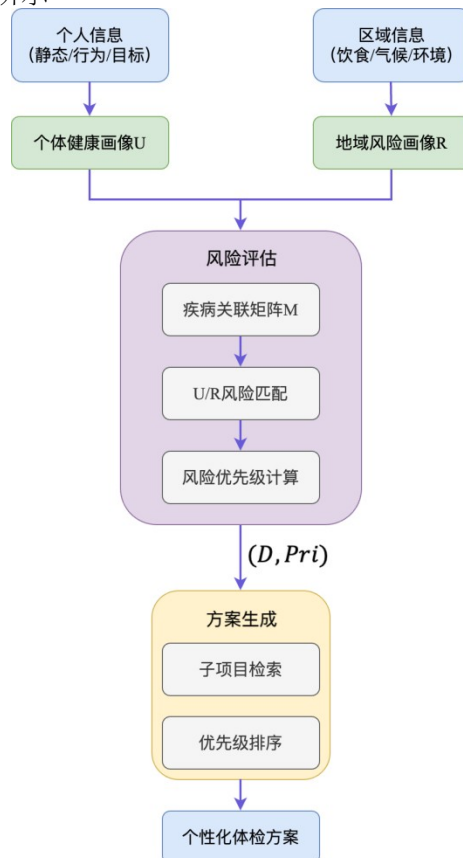 个人信息
(静态/行为/目标)
区域信息
(饮食/气候/环境)
个体健康画像U
地域风险画像R
风险评估
疾病关联矩阵M
U/R风险匹配
风险优先级计算
(D, Pri)
方案生成
子项目检索
优先级排序
个性化体检方案